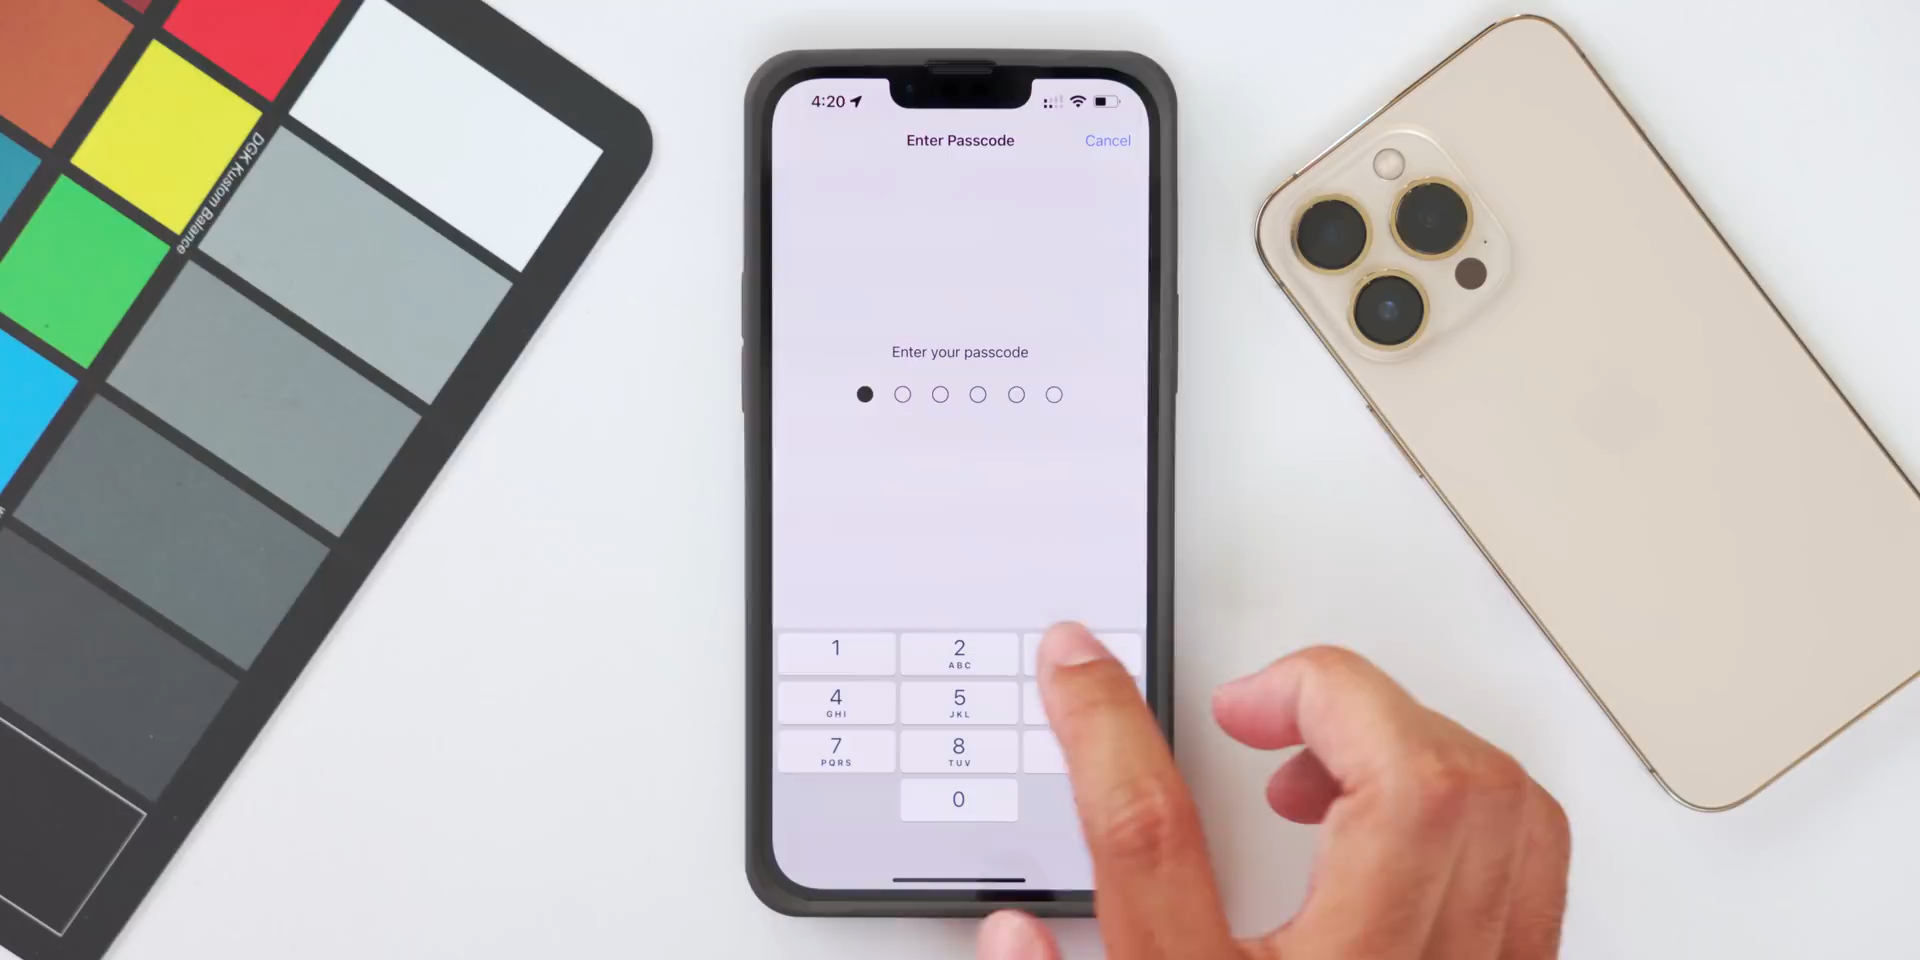 4:20
Enter Passcode
Cancel
Enter your passcode
1
2
ABC
4
GHI
5
JKL
7
PQRS
8
TUV
0
DGK Kustom Balance